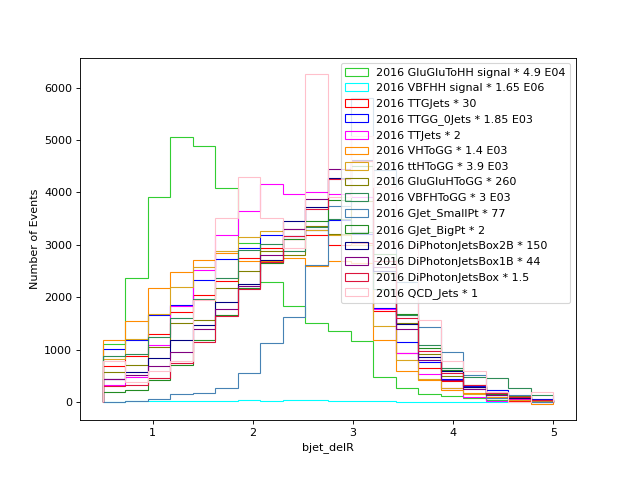 6000
5000
4000
3000
2000
1000
0
Number of Events
1
2
3
4
5
bjet_delR
2016 GluGluToHH signal * 4.9 E04
2016 VBFHH signal * 1.65 E06
2016 TTGJets * 30
2016 TTGG_0Jets * 1.85 E03
2016 TTJets * 2
2016 VHToGG * 1.4 E03
2016 ttHToGG * 3.9 E03
2016 GluGluHToGG * 260
2016 VBFHToGG * 3 E03
2016 GJet_SmallPt * 77
2016 GJet_BigPt * 2
2016 DiPhotonJetsBox2B * 150
2016 DiPhotonJetsBox1B * 44
2016 DiPhotonJetsBox * 1.5
2016 QCD_Jets * 1